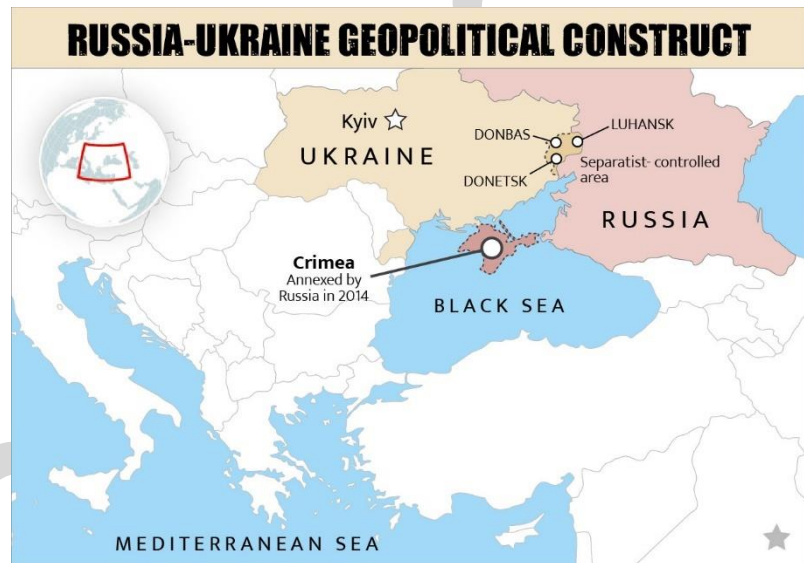 RUSSIA-UKRAINE GEOPOLITICAL CONSTRUCT
Kyiv
UKRAINE
DONBAS
LUHANSK
DONETSK
Separatist- controlled
area
RUSSIA
Crimea
Annexed by
Russia in 2014
BLACK SEA
MEDITERRANEAN SEA